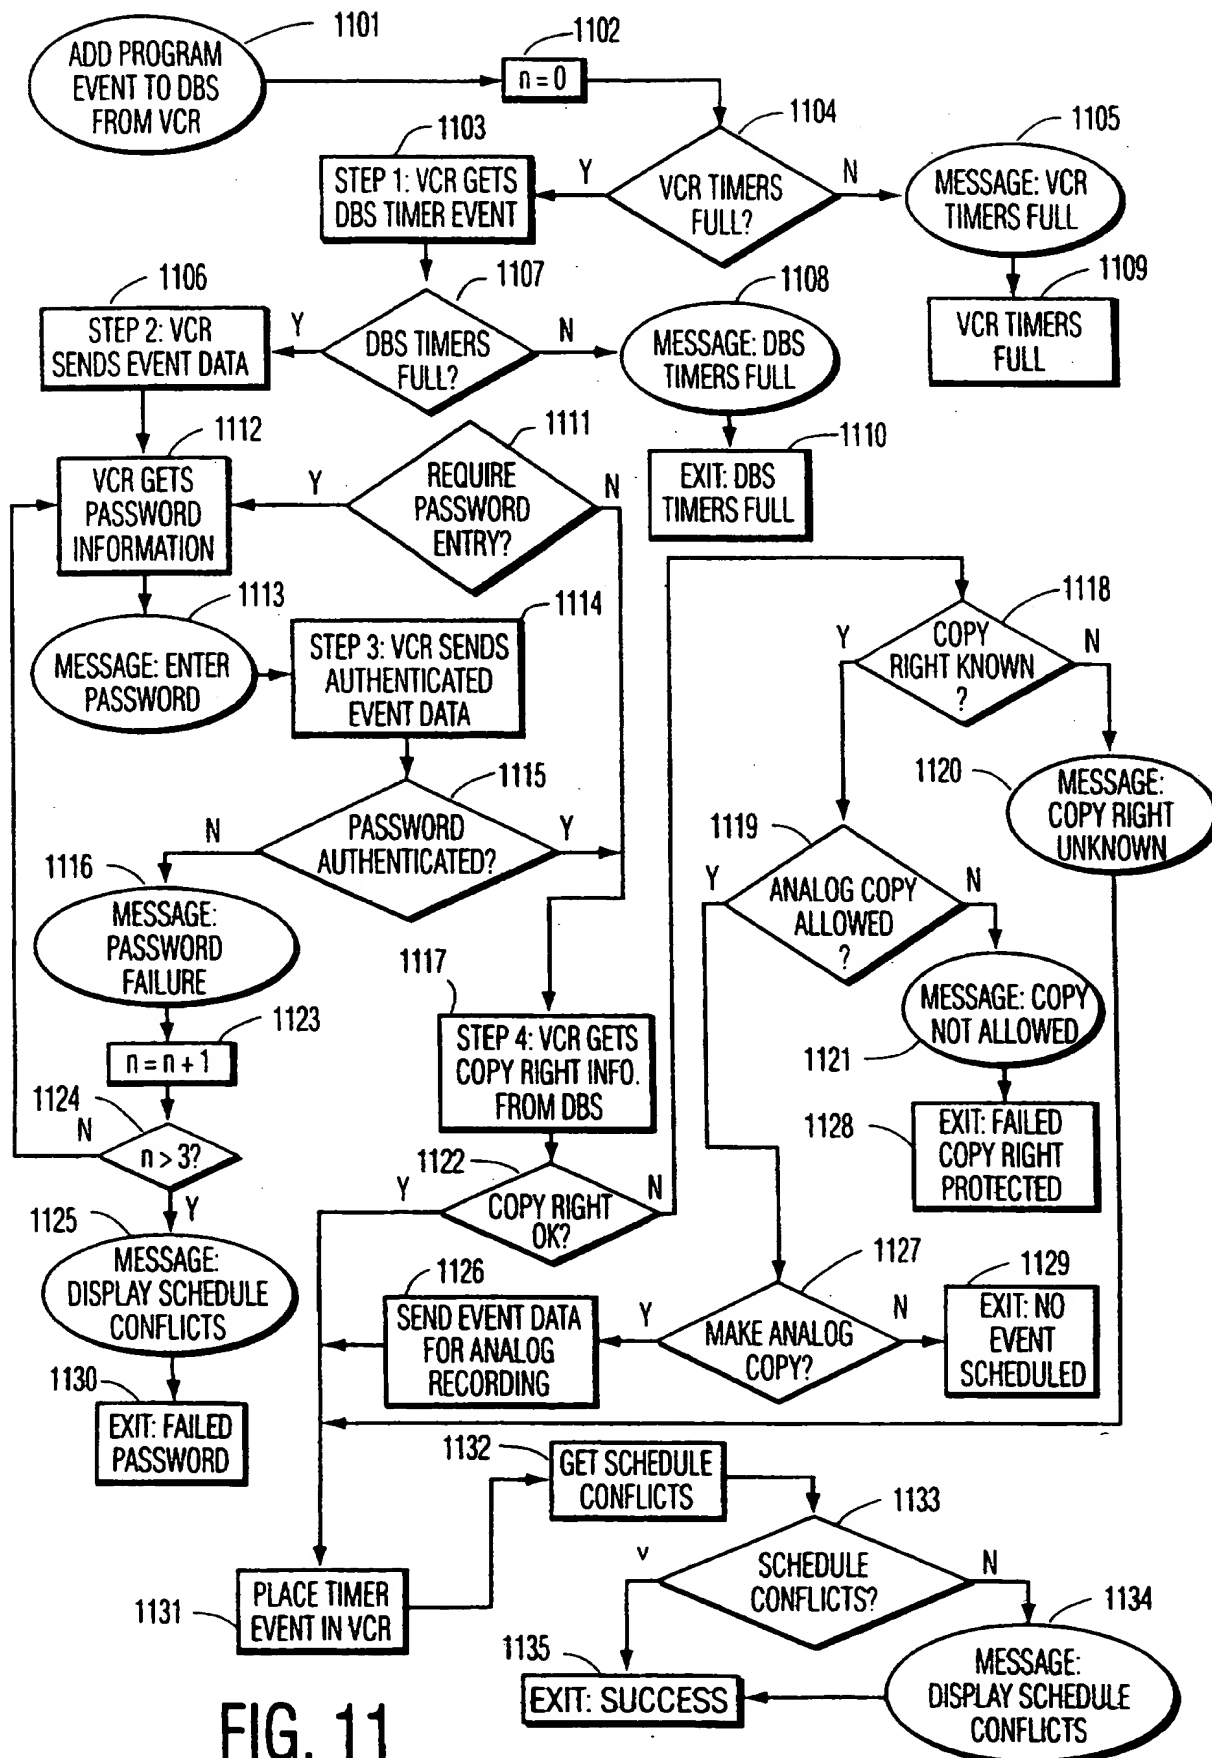 1101
ADD PROGRAM
EVENT TO DBS
FROM VCR
1102
n = 0
1103
STEP 1: VCR GETS
DBS TIMER EVENT
Y
1104
VCR TIMERS
FULL?
N
1105
MESSAGE: VCR
TIMERS FULL
1106
STEP 2: VCR
SENDS EVENT DATA
Y
1107
DBS TIMERS
FULL?
N
1108
MESSAGE: DBS
TIMERS FULL
1109
VCR TIMERS
FULL
1110
EXIT: DBS
TIMERS FULL
1112
VCR GETS
PASSWORD
INFORMATION
Y
1111
REQUIRE
PASSWORD
ENTRY?
N
1113
MESSAGE: ENTER
PASSWORD
1114
STEP 3: VCR SENDS
AUTHENTICATED
EVENT DATA
1115
N
PASSWORD
AUTHENTICATED?
Y
1118
Y
COPY
RIGHT KNOWN
?
N
1120
MESSAGE:
COPY RIGHT
UNKNOWN
1119
Y
ANALOG COPY
ALLOWED
?
N
1116
MESSAGE:
PASSWORD
FAILURE
1117
STEP 4: VCR GETS
COPY RIGHT INFO.
FROM DBS
MESSAGE: COPY
NOT ALLOWED
1121
1123
n = n + 1
1124
N
n > 3?
Y
1122
Y
COPY RIGHT
OK?
N
1128
EXIT: FAILED
COPY RIGHT
PROTECTED
1125
MESSAGE:
DISPLAY SCHEDULE
CONFLICTS
1126
SEND EVENT DATA
FOR ANALOG
RECORDING
Y
1127
MAKE ANALOG
COPY?
N
1129
EXIT: NO
EVENT
SCHEDULED
1130
EXIT: FAILED
PASSWORD
1132
GET SCHEDULE
CONFLICTS
1133
v
SCHEDULE
CONFLICTS?
N
1131
PLACE TIMER
EVENT IN VCR
1134
MESSAGE:
DISPLAY SCHEDULE
CONFLICTS
1135
EXIT: SUCCESS
FIG. 11